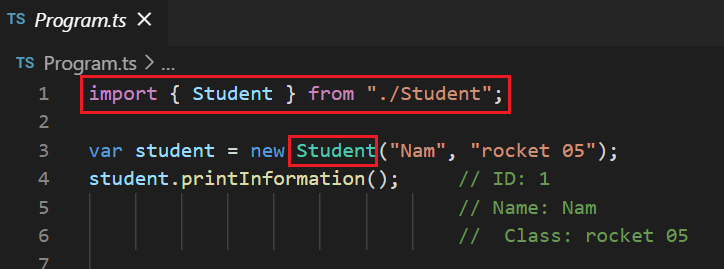 TS Program.ts ×
TS Program.ts > ...
1 import { Student } from "./Student";
2
3 var student = new Student("Nam", "rocket 05");
4 student.printInformation(); // ID: 1
5 // Name: Nam
6 //  Class: rocket 05
7